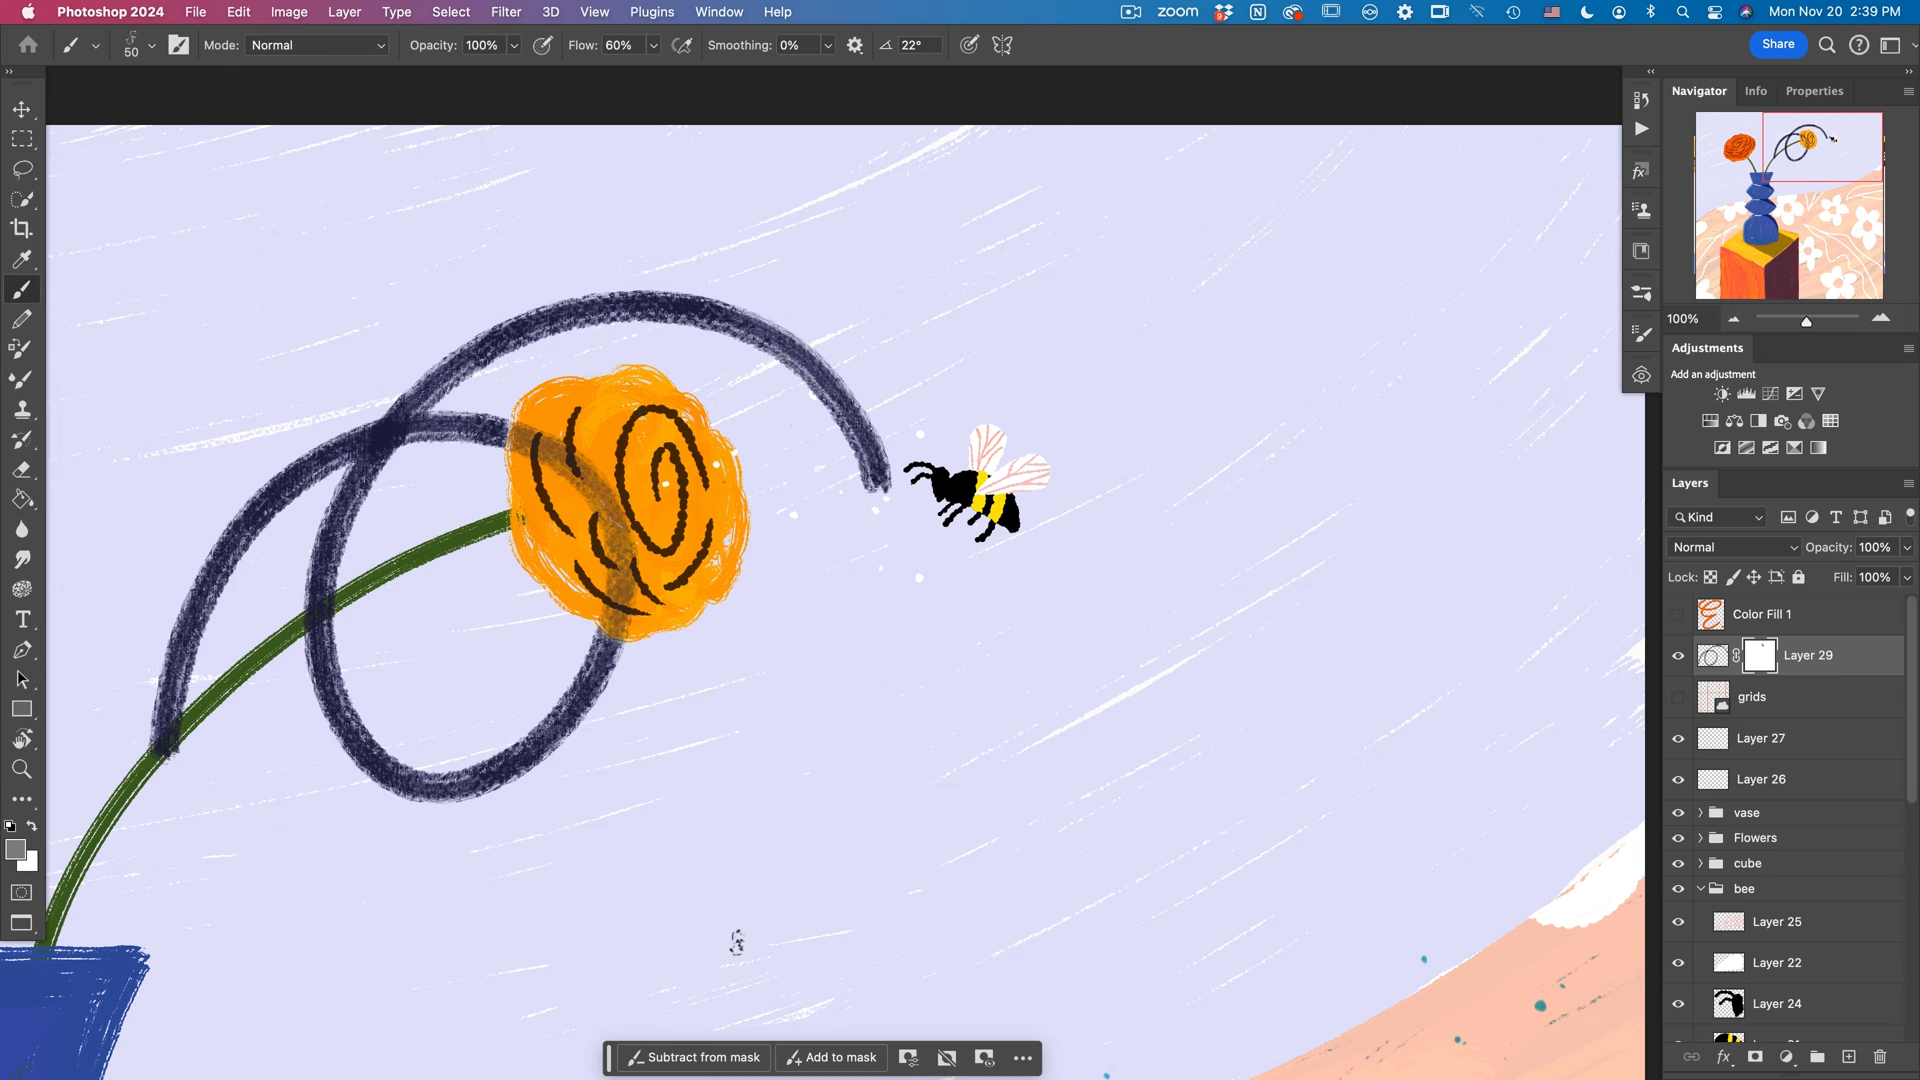 Photoshop 2024 File Edit Image Layer Type Select Filter 3D View Plugins Window Help zoom 9 Mon Nov 20 2:39 PM
50 Mode: Normal Opacity: 100% Flow: 60% Smoothing: 0% 22° Share
Navigator Info Properties
100%
Adjustments
Add an adjustment
Layers
Kind
Normal Opacity: 100%
Lock: Fill: 100%
Color Fill 1
Layer 29
grids
Layer 27
Layer 26
vase
Flowers
cube
bee
Layer 25
Layer 22
Layer 24
Subtract from mask Add to mask